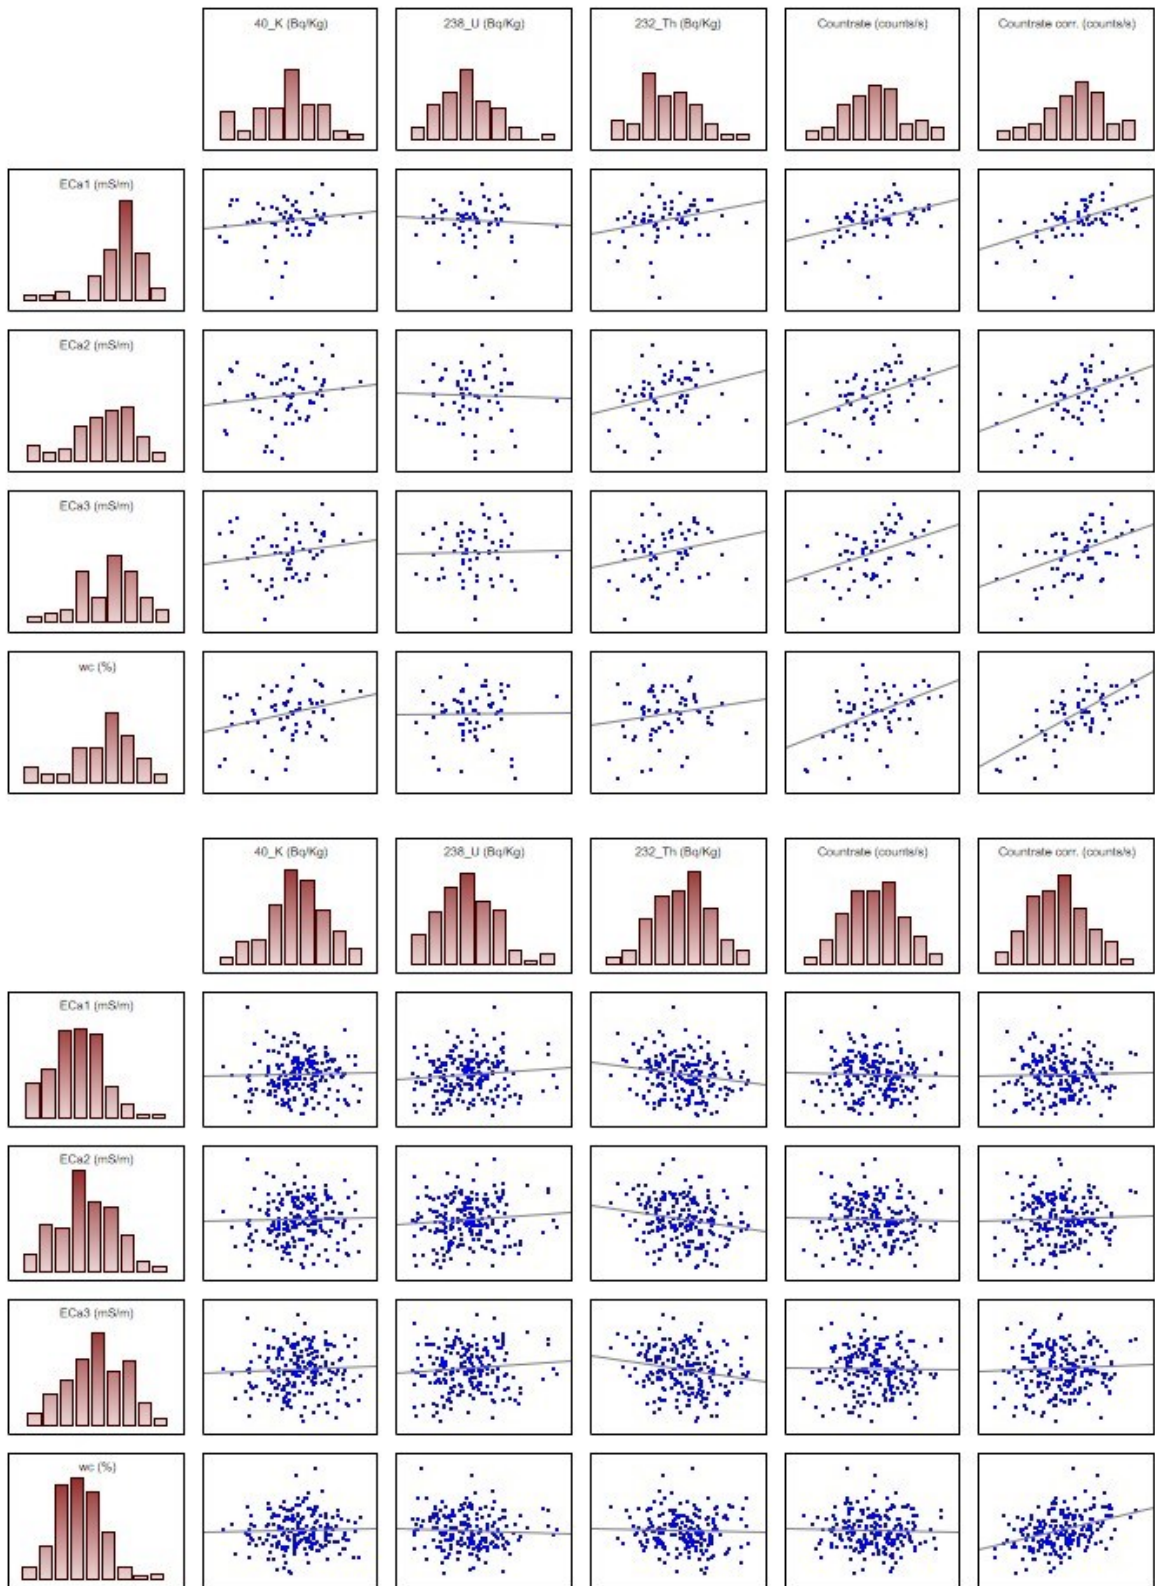 40_K (Bq/Kg)
238_U (Bq/Kg)
232_Th (Bq/Kg)
Countrate (counts/s)
Countrate corr. (counts/s)
ECa1 (mS/m)
ECa2 (mS/m)
ECa3 (mS/m)
wc (%)
40_K (Bq/Kg)
238_U (Bq/Kg)
232_Th (Bq/Kg)
Countrate (counts/s)
Countrate corr. (counts/s)
ECa1 (mS/m)
ECa2 (mS/m)
ECa3 (mS/m)
wc (%)